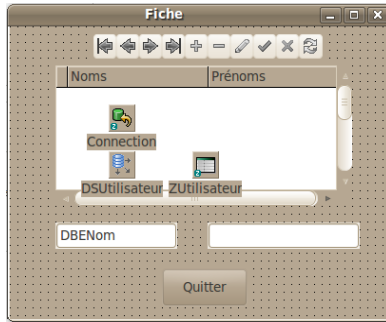 Fiche
Noms Prénoms
Connection
DSUtilisateur ZUtilisateur
DBENom
Quitter